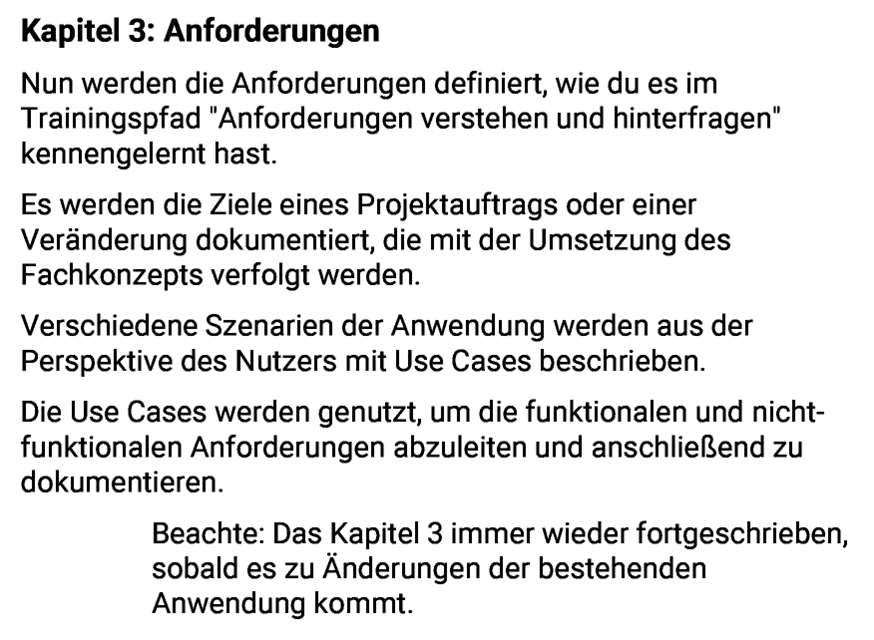 Kapitel 3: Anforderungen
Nun werden die Anforderungen definiert, wie du es im
Trainingspfad "Anforderungen verstehen und hinterfragen"
kennengelernt hast.
Es werden die Ziele eines Projektauftrags oder einer
Veränderung dokumentiert, die mit der Umsetzung des
Fachkonzepts verfolgt werden.
Verschiedene Szenarien der Anwendung werden aus der
Perspektive des Nutzers mit Use Cases beschrieben.
Die Use Cases werden genutzt, um die funktionalen und nicht-
funktionalen Anforderungen abzuleiten und anschließend zu
dokumentieren.
Beachte: Das Kapitel 3 immer wieder fortgeschrieben,
sobald es zu Änderungen der bestehenden
Anwendung kommt.